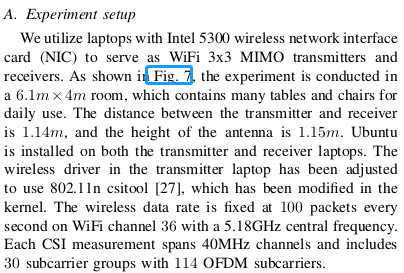 A. Experiment setup
We utilize laptops with Intel 5300 wireless network interface
card (NIC) to serve as WiFi 3x3 MIMO transmitters and
receivers. As shown in Fig. 7, the experiment is conducted in
a 6.1m × 4m room, which contains many tables and chairs for
daily use. The distance between the transmitter and receiver
is 1.14m, and the height of the antenna is 1.15m. Ubuntu
is installed on both the transmitter and receiver laptops. The
wireless driver in the transmitter laptop has been adjusted
to use 802.11n csitool [27], which has been modified in the
kernel. The wireless data rate is fixed at 100 packets every
second on WiFi channel 36 with a 5.18GHz central frequency.
Each CSI measurement spans 40MHz channels and includes
30 subcarrier groups with 114 OFDM subcarriers.